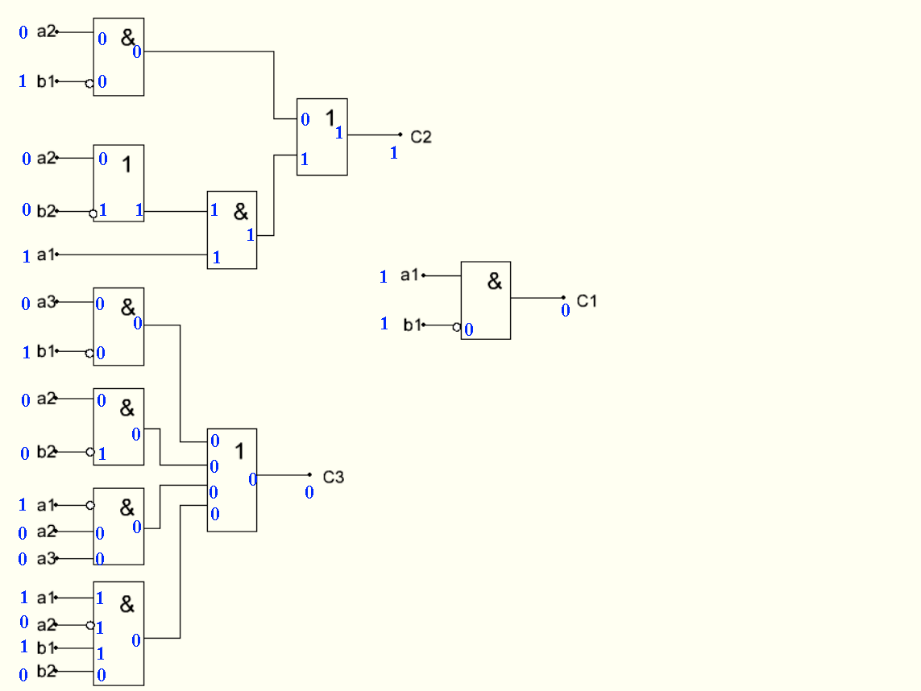 0 a2 0 & 0
1 b1 0
0 1 1 C2
1 1
0 a2 0 1
0 b2 1 1 1 & 1
1 a1 1
1 a1 & C1
1 b1 0 0
0 a3 0 & 0
1 b1 0
0 a2 0 & 0
0 b2 1
0 1 0 C3
0 0
0
0
1 a1 & 0
0 a2 0
0 a3 0
1 a1 1 & 0
0 a2 1
1 b1 1
0 b2 0